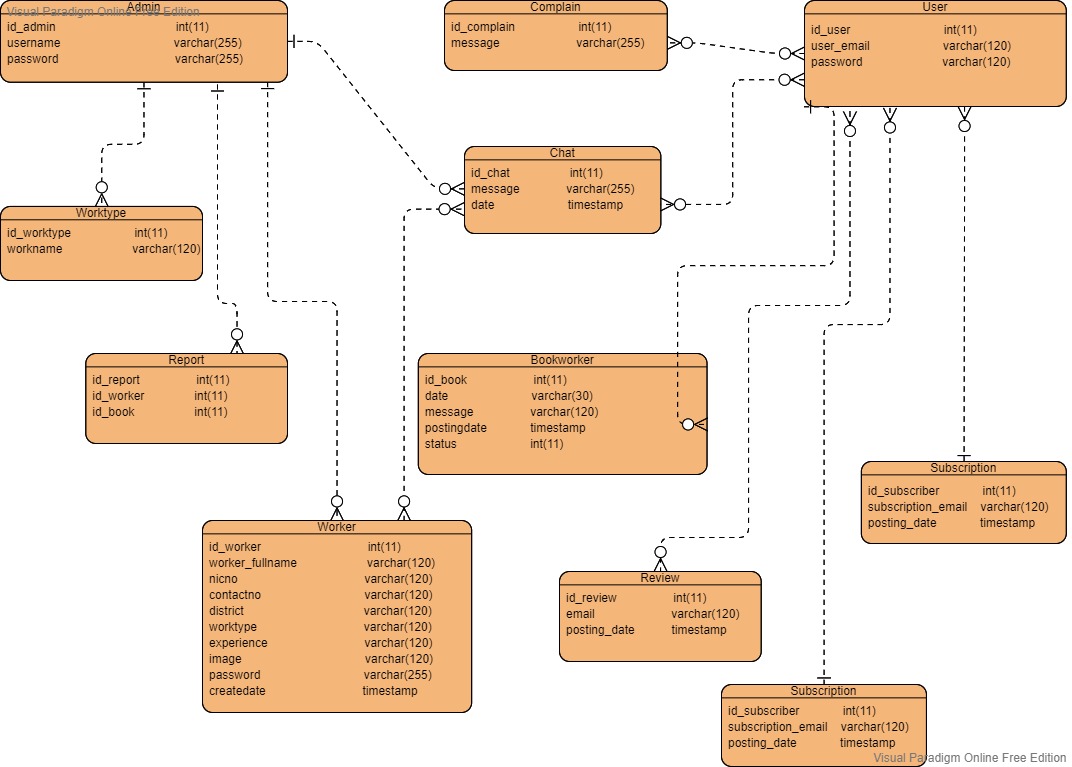 Visual Paradigm Online Free Edition
Admin
id_admin int(11)
username varchar(255)
password varchar(255)
Complain
id_complain int(11)
message varchar(255)
User
id_user int(11)
user_email varchar(120)
password varchar(120)
Chat
id_chat int(11)
message varchar(255)
date timestamp
Worktype
id_worktype int(11)
workname varchar(120)
Report
id_report int(11)
id_worker int(11)
id_book int(11)
Bookworker
id_book int(11)
date varchar(30)
message varchar(120)
postingdate timestamp
status int(11)
Subscription
id_subscriber int(11)
subscription_email varchar(120)
posting_date timestamp
Worker
id_worker int(11)
worker_fullname varchar(120)
nicno varchar(120)
contactno varchar(120)
district varchar(120)
worktype varchar(120)
experience varchar(120)
image varchar(120)
password varchar(255)
createdate timestamp
Review
id_review int(11)
email varchar(120)
posting_date timestamp
Subscription
id_subscriber int(11)
subscription_email varchar(120)
posting_date timestamp
Visual Paradigm Online Free Edition